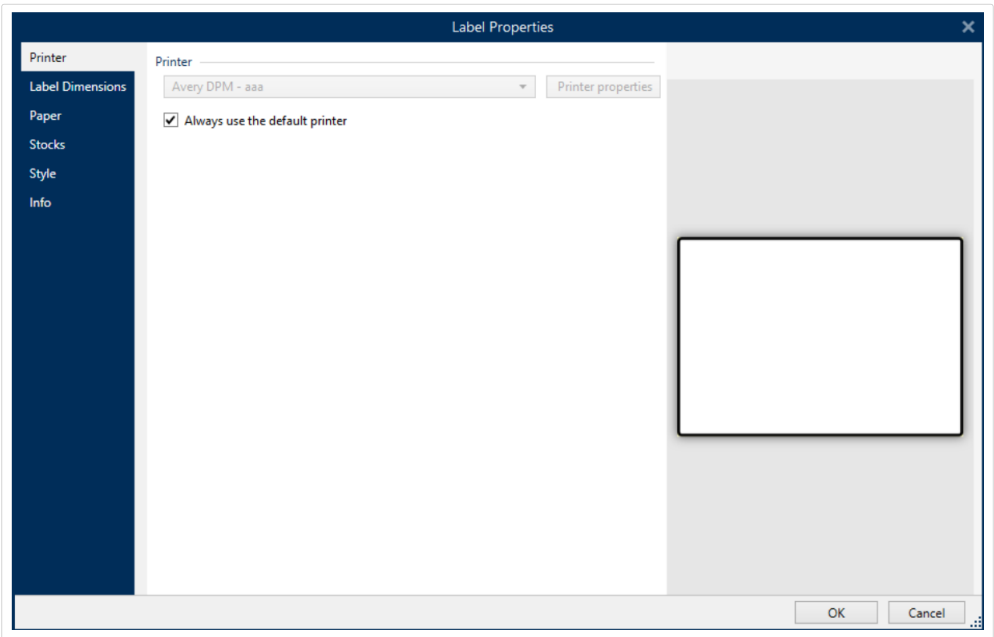 Label Properties
Printer
Label Dimensions
Paper
Stocks
Style
Info
Printer
Avery DPM - aaa
Printer properties
Always use the default printer
OK
Cancel